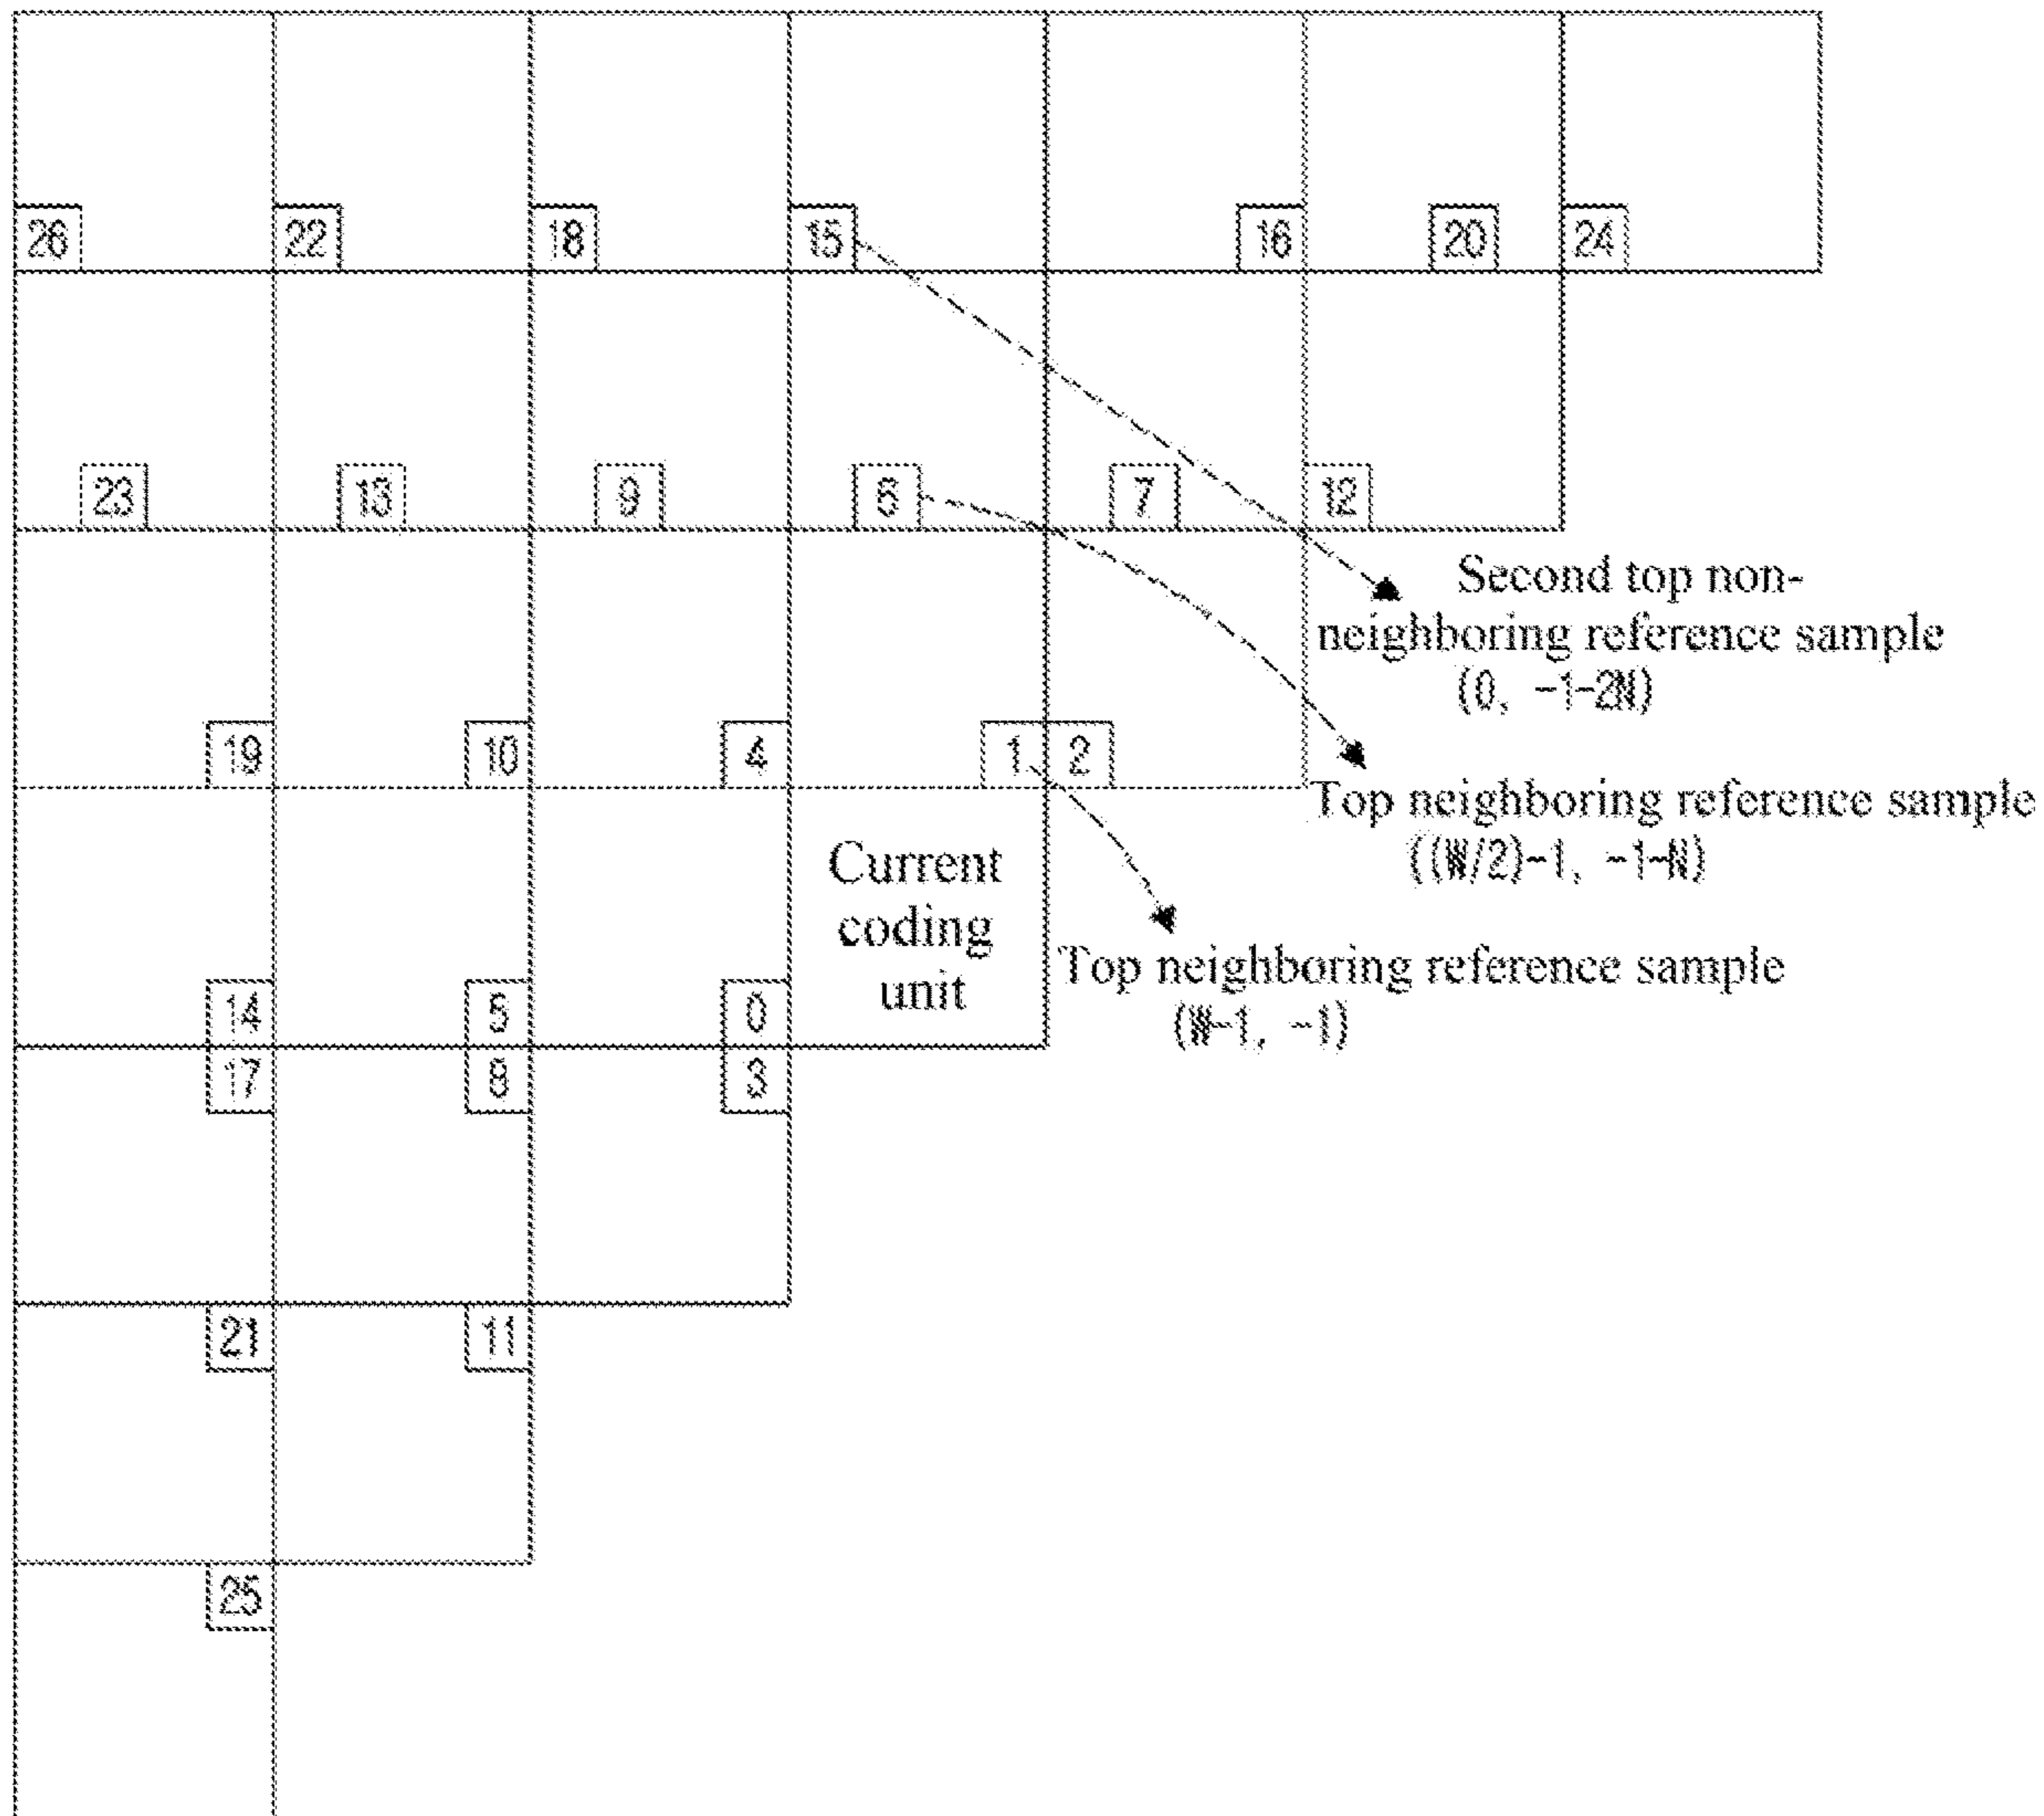 26 22 18 15 16 20 24
23 13 9 6 7 12
Second top non-
neighboring reference sample
(0, -1-2N)
19 10 4 1 2
Top neighboring reference sample
((W/2)-1, -1-N)
Current
coding
unit
Top neighboring reference sample
(W-1, -1)
14 5 0
17 8 3
21 11
25